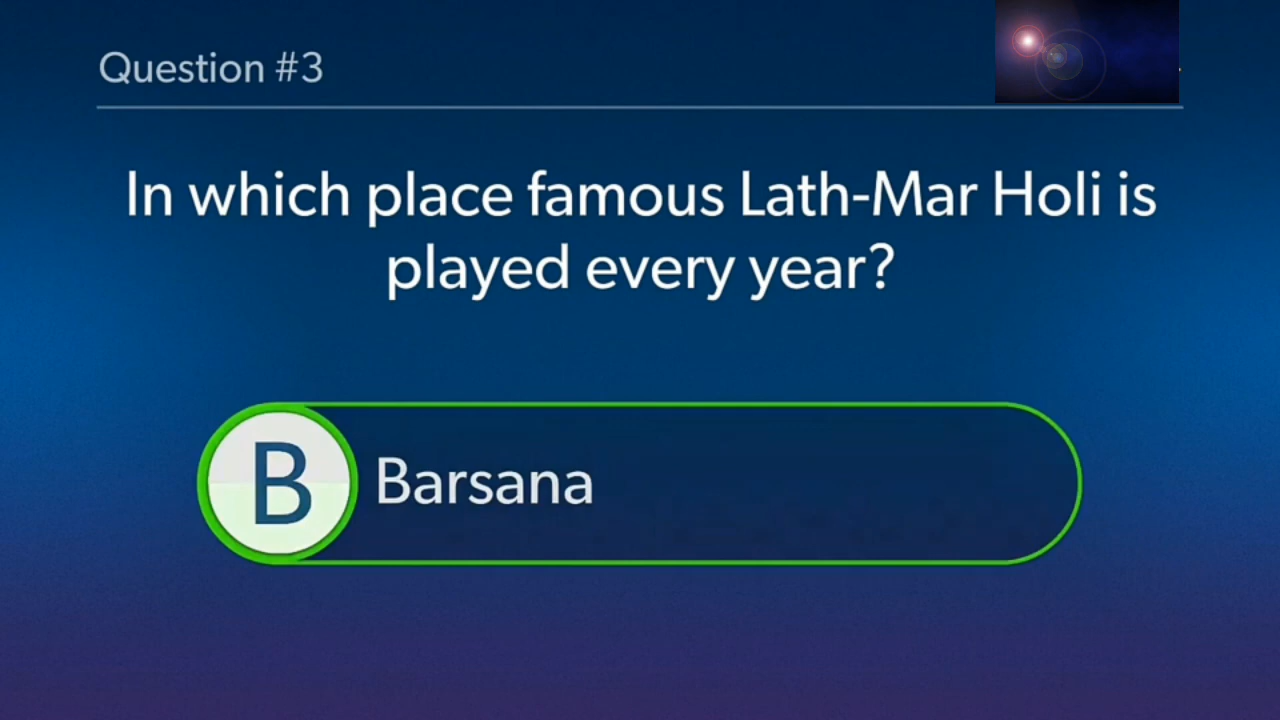 Question #3
In which place famous Lath-Mar Holi is
played every year?
B Barsana